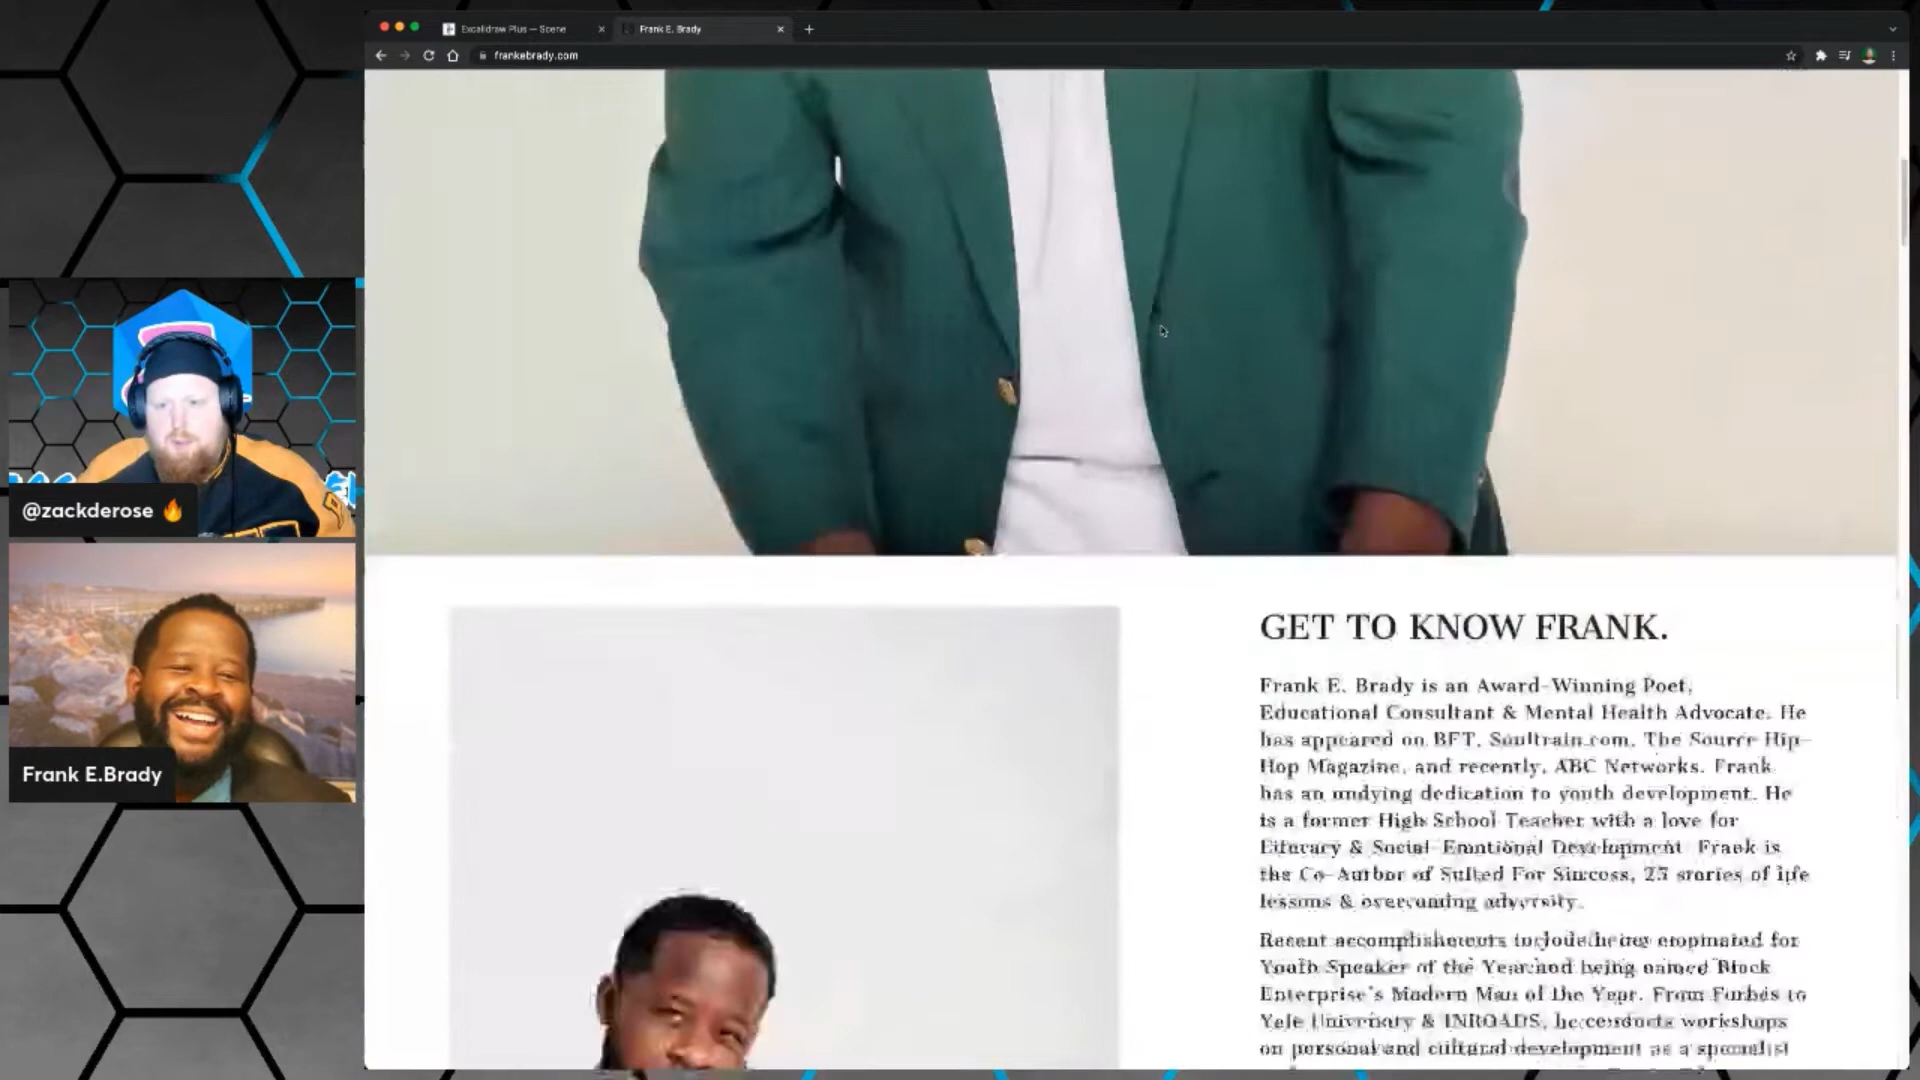 Excalidraw Plus — Scene
Frank E. Brady
frankebrady.com
@zackderose
Frank E.Brady
GET TO KNOW FRANK.
Frank E. Brady is an Award-Winning Poet,
Educational Consultant & Mental Health Advocate. He
has appeared on BET, Soultrain.com, The Source Hip-
Hop Magazine, and recently, ABC Networks. Frank
has an undying dedication to youth development. He
is a former High School Teacher with a love for
Literacy & Social Emotional Development Frank is
the Co-Author of Suited For Success, 25 stories of life
lessons & overcoming adversity.
Recent accomplishments include being nominated for
Youth Speaker of the Year and being named Black
Enterprise's Modern Man of the Year. From Forbes to
Yale University & INROADS, he conducts workshops
on personal and cultural development as a specialist